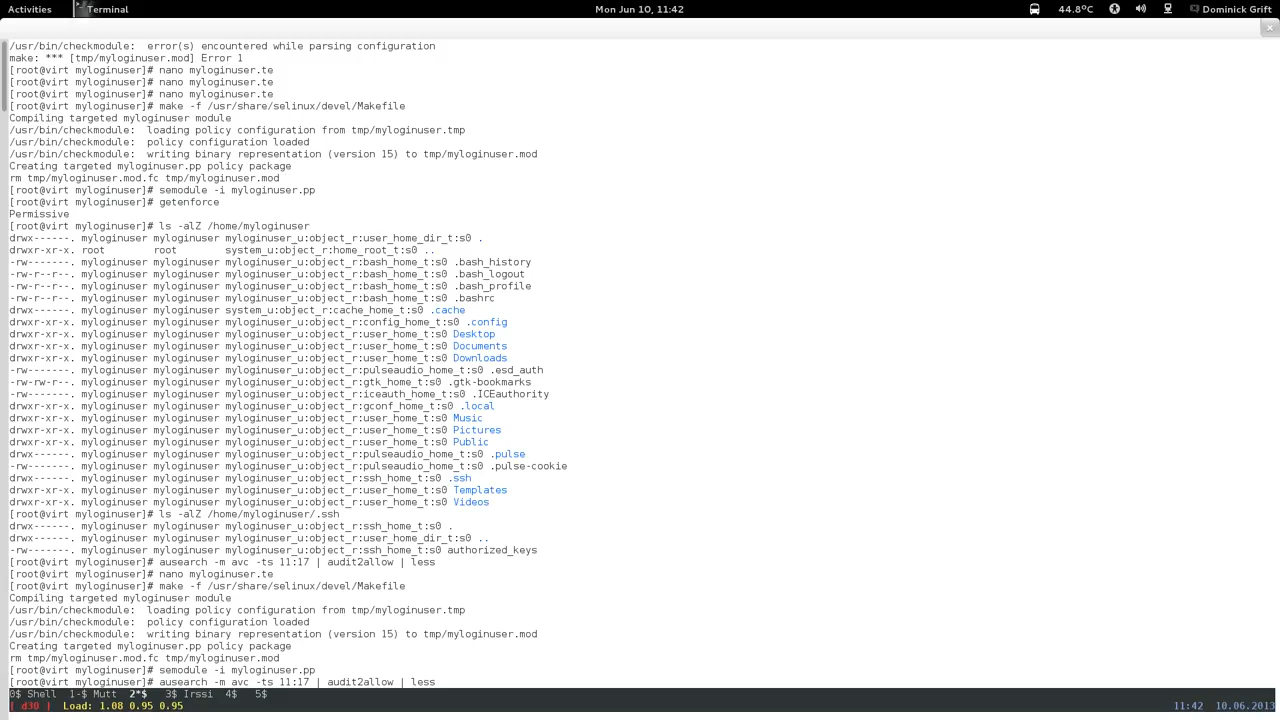 Activities Terminal Mon Jun 10, 11:42 44.8°C Dominick Grift
/usr/bin/checkmodule:  error(s) encountered while parsing configuration
make: *** [tmp/myloginuser.mod] Error 1
[root@virt myloginuser]# nano myloginuser.te
[root@virt myloginuser]# nano myloginuser.te
[root@virt myloginuser]# nano myloginuser.te
[root@virt myloginuser]# make -f /usr/share/selinux/devel/Makefile
Compiling targeted myloginuser module
/usr/bin/checkmodule:  loading policy configuration from tmp/myloginuser.tmp
/usr/bin/checkmodule:  policy configuration loaded
/usr/bin/checkmodule:  writing binary representation (version 15) to tmp/myloginuser.mod
Creating targeted myloginuser.pp policy package
rm tmp/myloginuser.mod.fc tmp/myloginuser.mod
[root@virt myloginuser]# semodule -i myloginuser.pp
[root@virt myloginuser]# getenforce
Permissive
[root@virt myloginuser]# ls -alZ /home/myloginuser
drwx------. myloginuser myloginuser myloginuser_u:object_r:user_home_dir_t:s0 .
drwxr-xr-x. root        root        system_u:object_r:home_root_t:s0 ..
-rw-------. myloginuser myloginuser myloginuser_u:object_r:bash_home_t:s0 .bash_history
-rw-r--r--. myloginuser myloginuser myloginuser_u:object_r:bash_home_t:s0 .bash_logout
-rw-r--r--. myloginuser myloginuser myloginuser_u:object_r:bash_home_t:s0 .bash_profile
-rw-r--r--. myloginuser myloginuser myloginuser_u:object_r:bash_home_t:s0 .bashrc
drwx------. myloginuser myloginuser system_u:object_r:cache_home_t:s0 .cache
drwxr-xr-x. myloginuser myloginuser myloginuser_u:object_r:config_home_t:s0 .config
drwxr-xr-x. myloginuser myloginuser myloginuser_u:object_r:user_home_t:s0 Desktop
drwxr-xr-x. myloginuser myloginuser myloginuser_u:object_r:user_home_t:s0 Documents
drwxr-xr-x. myloginuser myloginuser myloginuser_u:object_r:user_home_t:s0 Downloads
-rw-------. myloginuser myloginuser myloginuser_u:object_r:pulseaudio_home_t:s0 .esd_auth
-rw-rw-r--. myloginuser myloginuser myloginuser_u:object_r:gtk_home_t:s0 .gtk-bookmarks
-rw-------. myloginuser myloginuser myloginuser_u:object_r:iceauth_home_t:s0 .ICEauthority
drwxr-xr-x. myloginuser myloginuser myloginuser_u:object_r:gconf_home_t:s0 .local
drwxr-xr-x. myloginuser myloginuser myloginuser_u:object_r:user_home_t:s0 Music
drwxr-xr-x. myloginuser myloginuser myloginuser_u:object_r:user_home_t:s0 Pictures
drwxr-xr-x. myloginuser myloginuser myloginuser_u:object_r:user_home_t:s0 Public
drwx------. myloginuser myloginuser myloginuser_u:object_r:pulseaudio_home_t:s0 .pulse
-rw-------. myloginuser myloginuser myloginuser_u:object_r:pulseaudio_home_t:s0 .pulse-cookie
drwx------. myloginuser myloginuser myloginuser_u:object_r:ssh_home_t:s0 .ssh
drwxr-xr-x. myloginuser myloginuser myloginuser_u:object_r:user_home_t:s0 Templates
drwxr-xr-x. myloginuser myloginuser myloginuser_u:object_r:user_home_t:s0 Videos
[root@virt myloginuser]# ls -alZ /home/myloginuser/.ssh
drwx------. myloginuser myloginuser myloginuser_u:object_r:ssh_home_t:s0 .
drwx------. myloginuser myloginuser myloginuser_u:object_r:user_home_dir_t:s0 ..
-rw-------. myloginuser myloginuser myloginuser_u:object_r:ssh_home_t:s0 authorized_keys
[root@virt myloginuser]# ausearch -m avc -ts 11:17 | audit2allow | less
[root@virt myloginuser]# nano myloginuser.te
[root@virt myloginuser]# make -f /usr/share/selinux/devel/Makefile
Compiling targeted myloginuser module
/usr/bin/checkmodule:  loading policy configuration from tmp/myloginuser.tmp
/usr/bin/checkmodule:  policy configuration loaded
/usr/bin/checkmodule:  writing binary representation (version 15) to tmp/myloginuser.mod
Creating targeted myloginuser.pp policy package
rm tmp/myloginuser.mod.fc tmp/myloginuser.mod
[root@virt myloginuser]# semodule -i myloginuser.pp
[root@virt myloginuser]# ausearch -m avc -ts 11:17 | audit2allow | less
0$ Shell  1-$ Mutt  2*$   3$ Irssi  4$   5$
| d30 |  Load: 1.08 0.95 0.95 11:42  10.06.2013